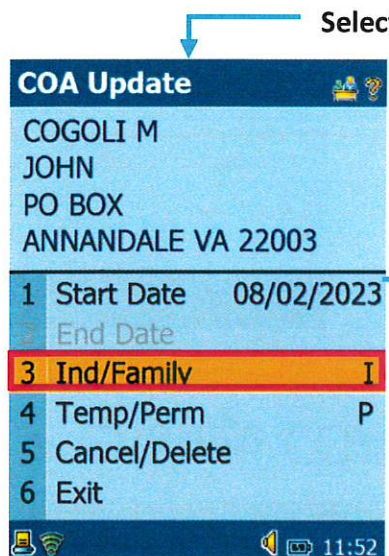 Select
COA Update
COGOLI M
JOHN
PO BOX
ANNANDALE VA 22003
1 Start Date 08/02/2023
2 End Date
3 Ind/Family I
4 Temp/Perm P
5 Cancel/Delete
6 Exit
11:52